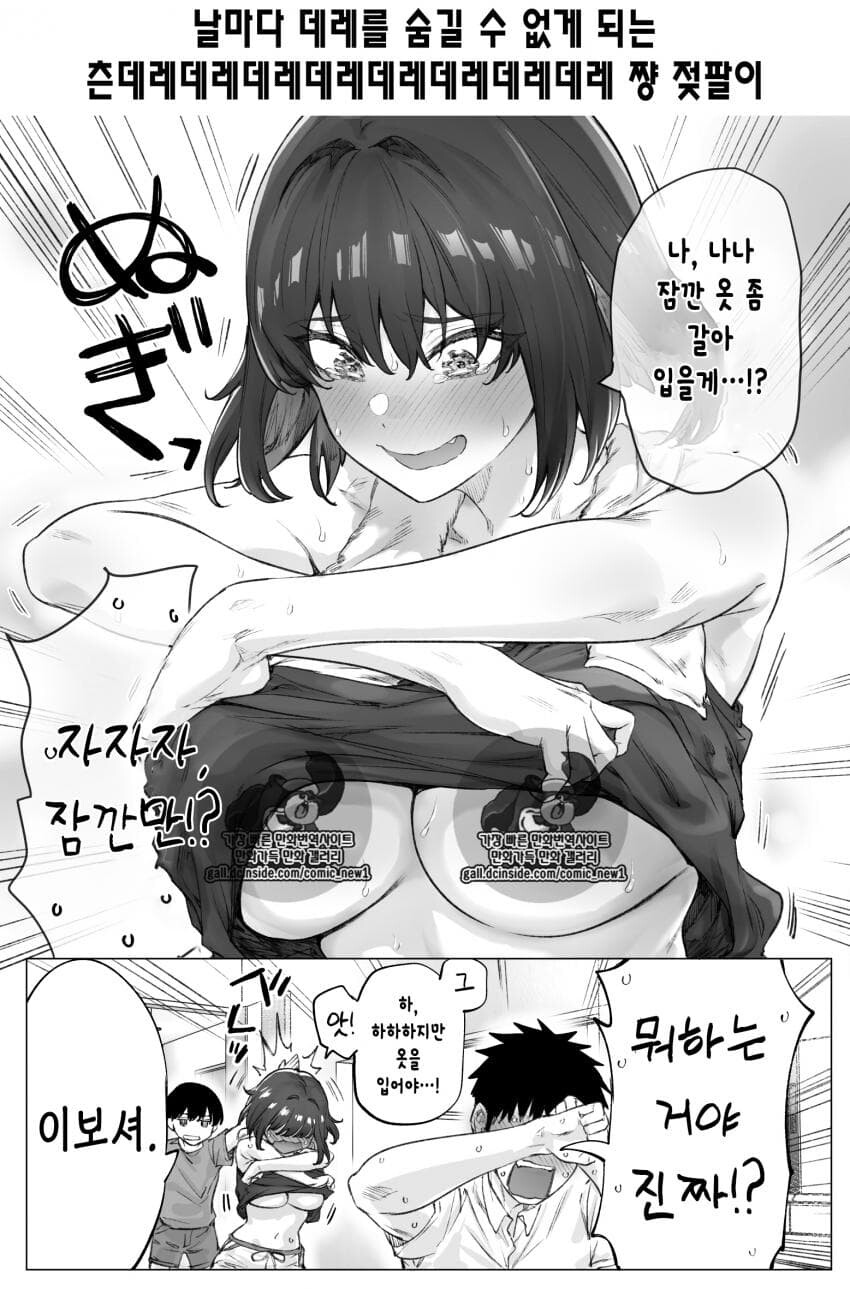 날마다 데레를 숨길 수 없게 되는
츤데레데레데레데레데레데레데레데레 쨩 젖팔이
ぬぎっ
나, 나나
잠깐 옷 좀
갈아
입을게…!?
자자자,
잠깐만!?
가장 빠른 만화번역사이트
만화가득 만화 갤러리
gall.dcinside.com/comic_new1
가장 빠른 만화번역사이트
만화가득 만화 갤러리
gall.dcinside.com/comic_new1
뭐하는
거야
진짜!?
그
하,
하하하지만
옷을
입어야…!
앗!
이보셔.